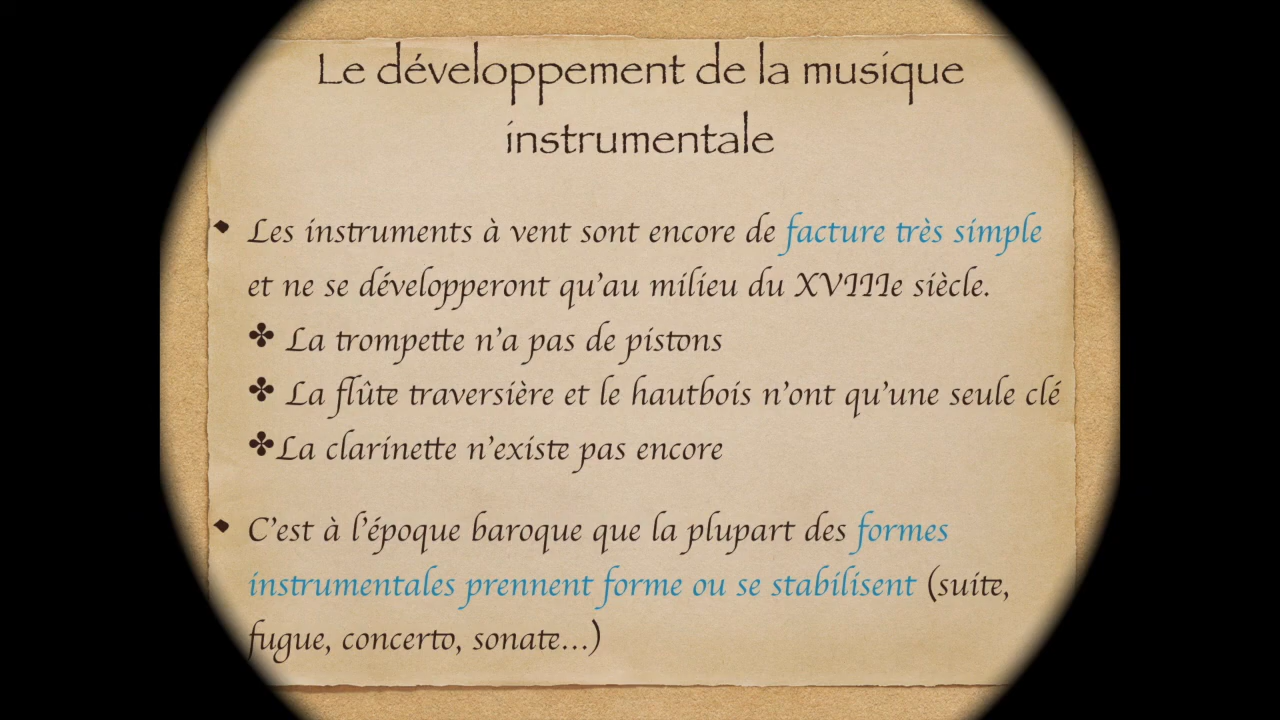 Le développement de la musique
instrumentale
Les instruments à vent sont encore de facture très simple
et ne se développeront qu'au milieu du XVIIIe siècle.
La trompette n'a pas de pistons
La flûte traversière et le hautbois n'ont qu'une seule clé
La clarinette n'existe pas encore
C'est à l'époque baroque que la plupart des formes
instrumentales prennent forme ou se stabilisent (suite,
fugue, concerto, sonate…)